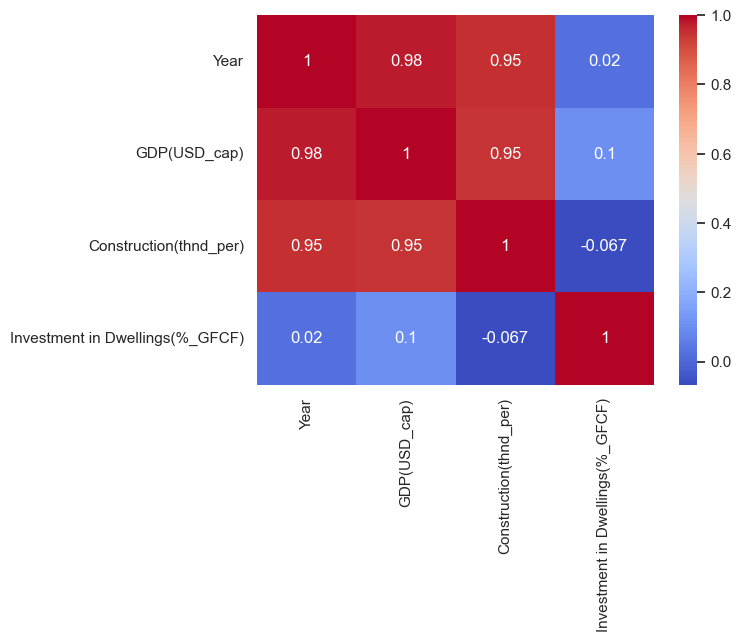 Year 1 0.98 0.95 0.02
GDP(USD_cap) 0.98 1 0.95 0.1
Construction(thnd_per) 0.95 0.95 1 -0.067
Investment in Dwellings(%_GFCF) 0.02 0.1 -0.067 1
Year
GDP(USD_cap)
Construction(thnd_per)
Investment in Dwellings(%_GFCF)
1.0
0.8
0.6
0.4
0.2
0.0